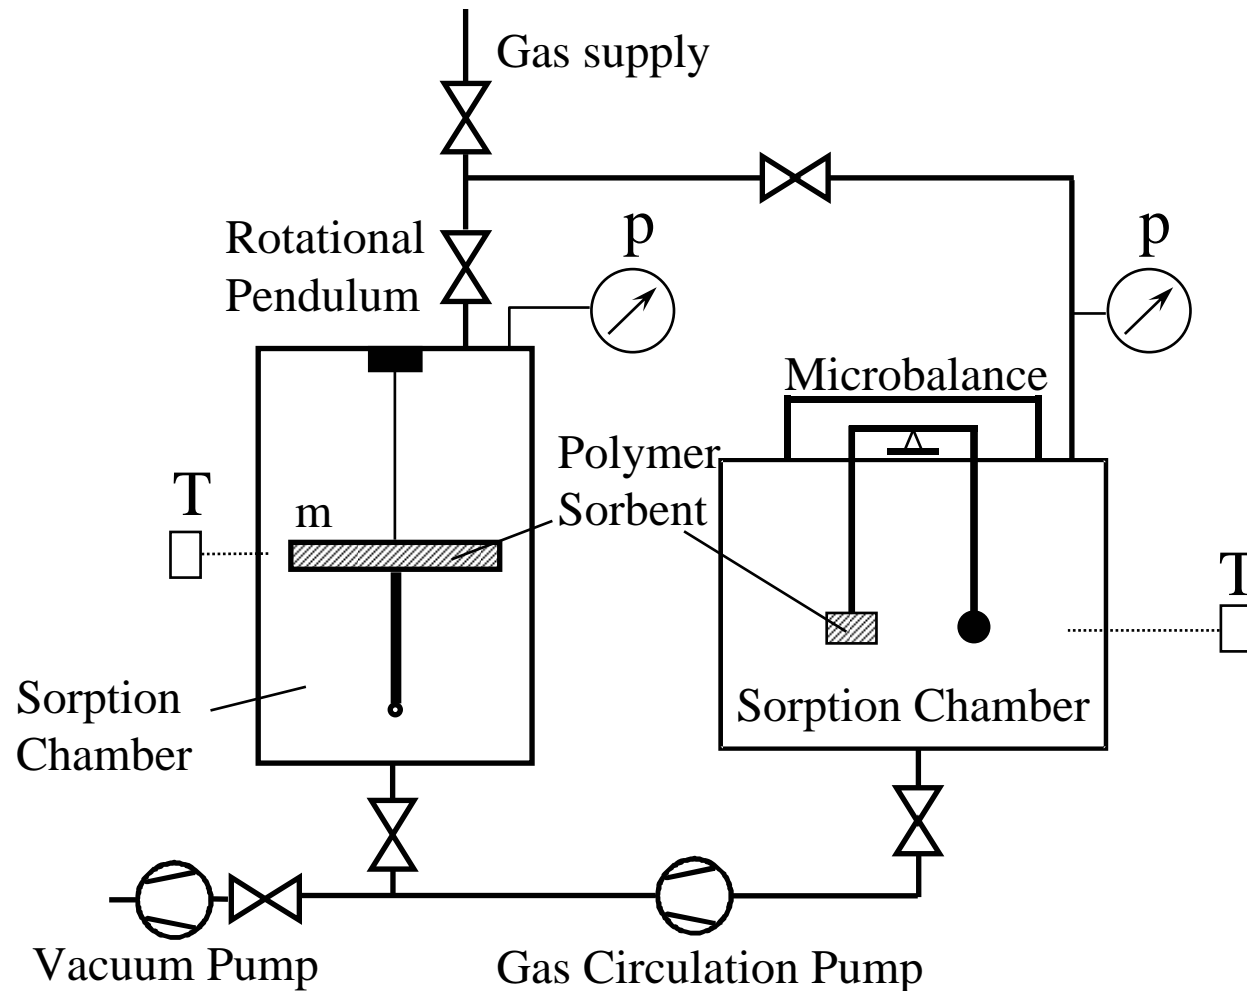 Gas supply
Rotational
Pendulum
p
p
Microbalance
Polymer
Sorbent
T
m
T
Sorption
Chamber
Sorption Chamber
Vacuum Pump
Gas Circulation Pump